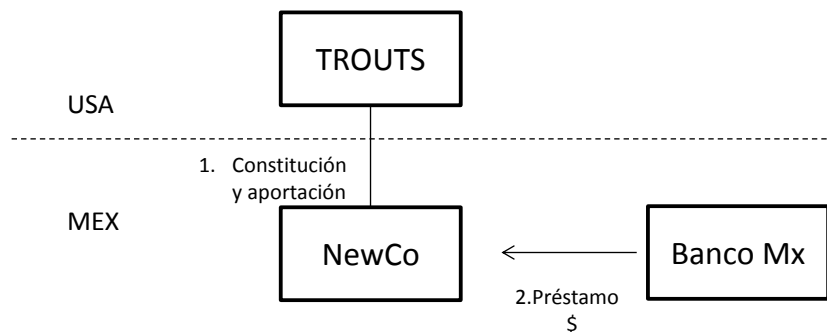 TROUTS
USA
1. Constitución
y aportación
MEX
NewCo
Banco Mx
2.Préstamo
$